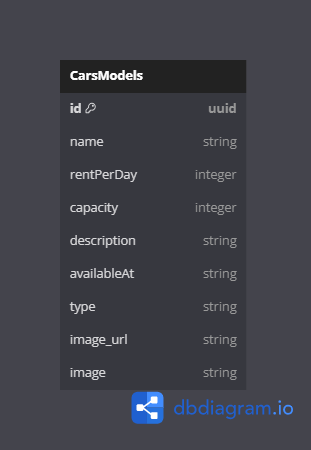 CarsModels
id uuid
name string
rentPerDay integer
capacity integer
description string
availableAt string
type string
image_url string
image string
dbdiagram.io